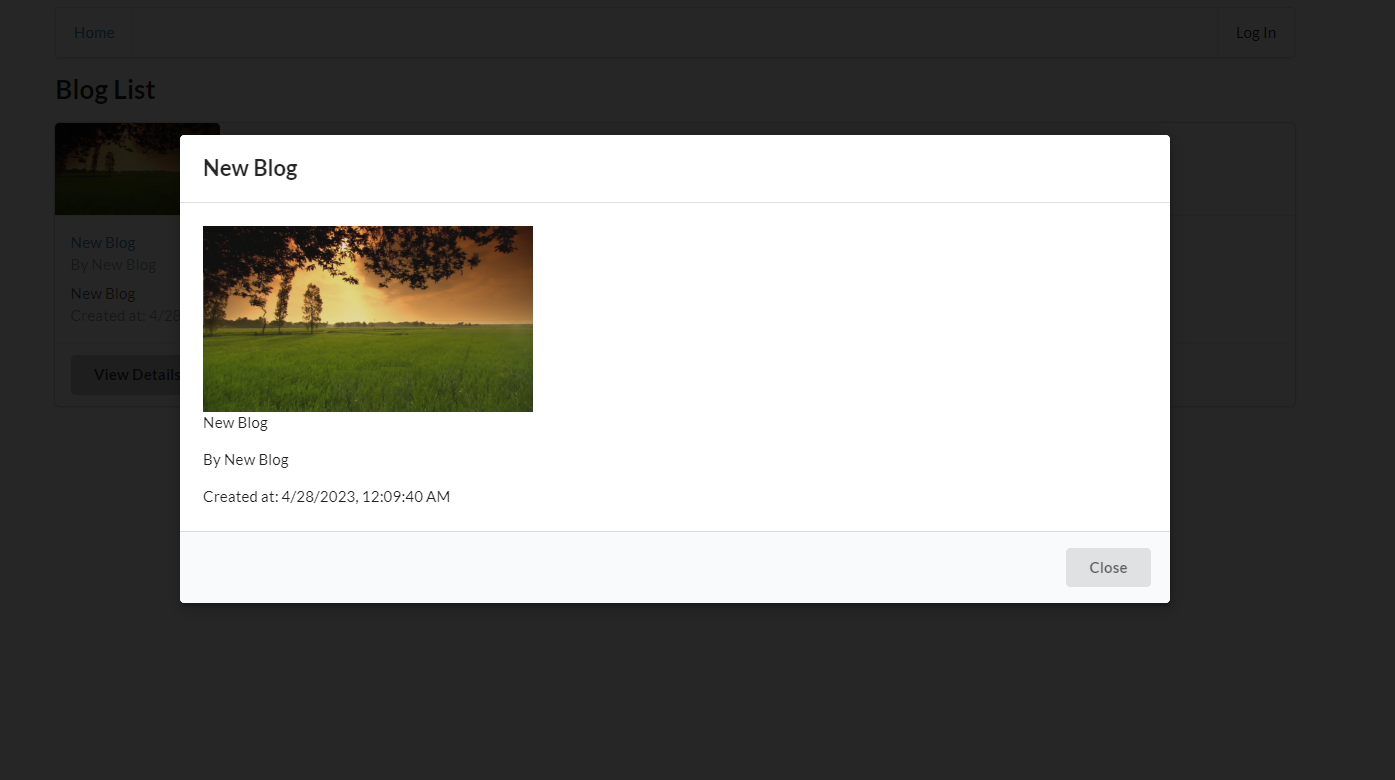 Home
Log In
Blog List
New Blog
By New Blog
New Blog
Created at: 4/28
View Details
New Blog
New Blog
By New Blog
Created at: 4/28/2023, 12:09:40 AM
Close